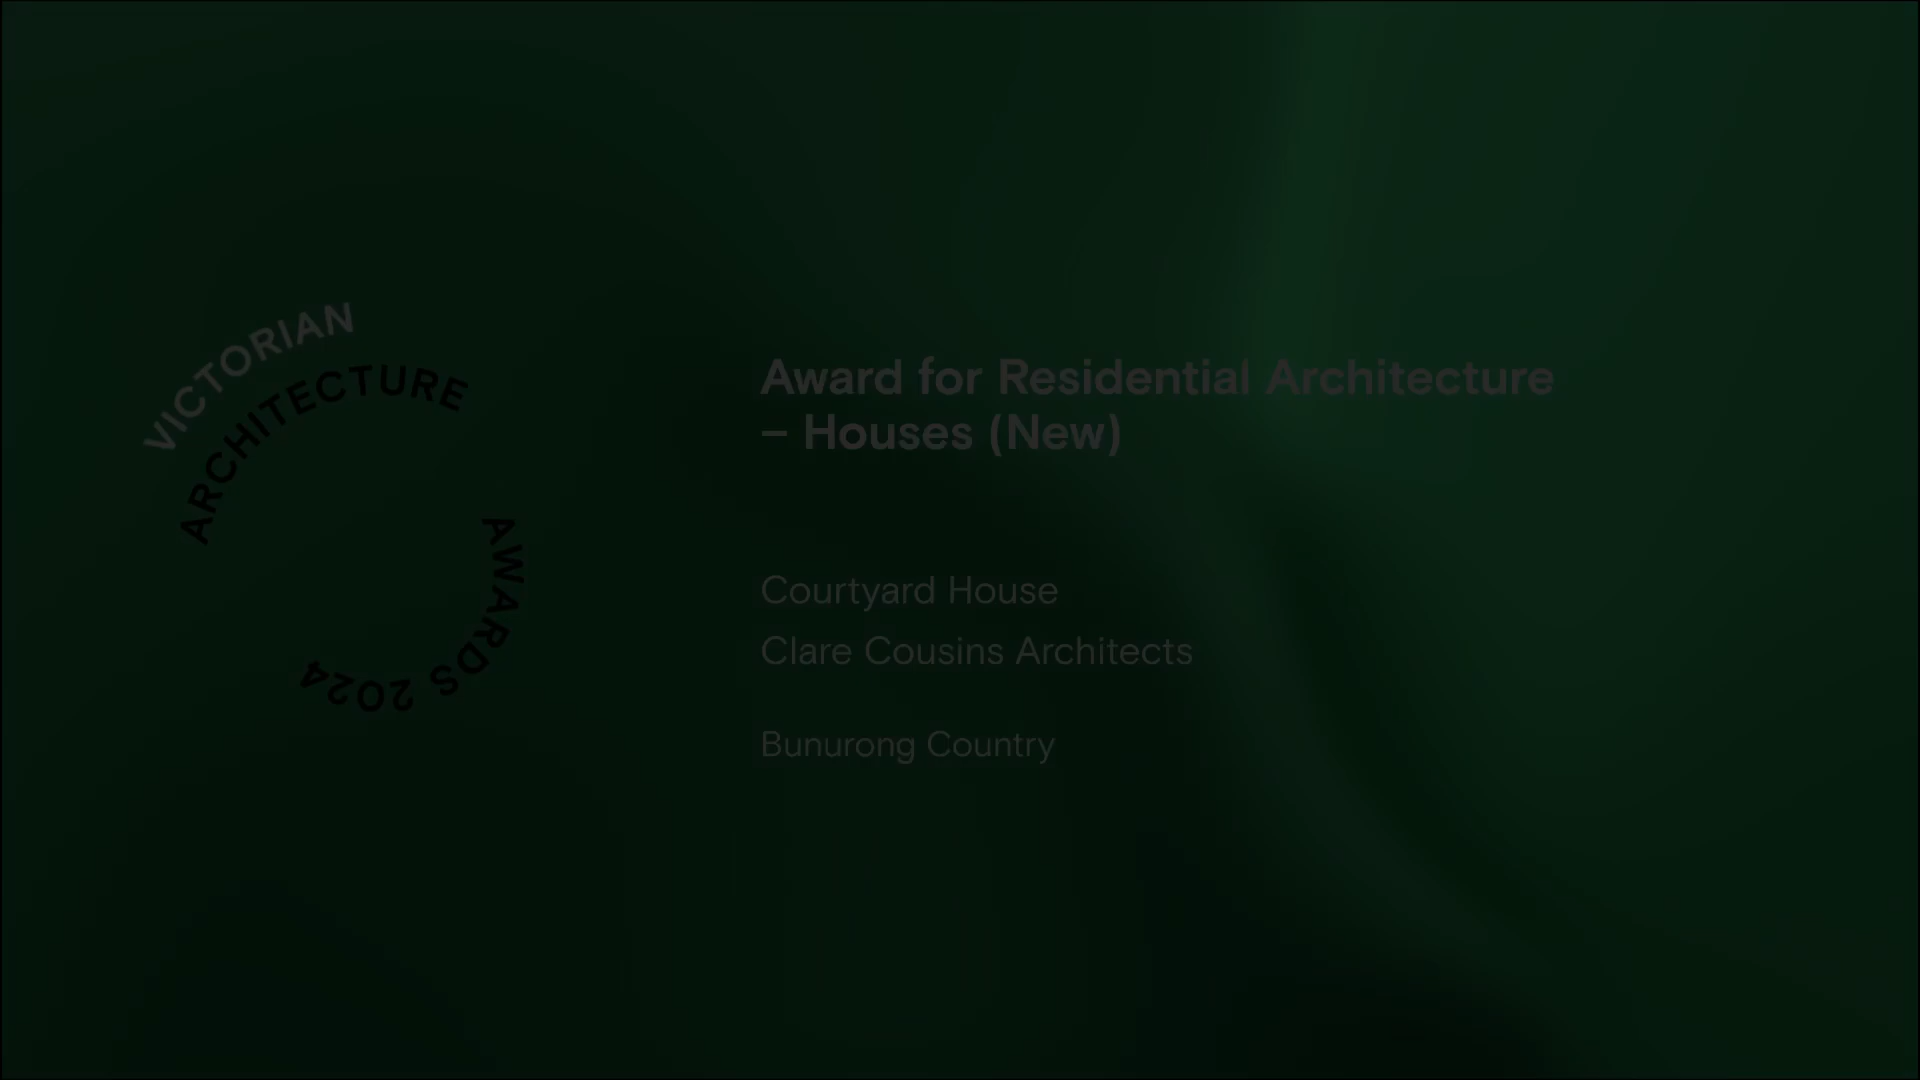 VICTORIAN
ARCHITECTURE
AWARDS 2024
Award for Residential Architecture
– Houses (New)
Courtyard House
Clare Cousins Architects
Bunurong Country